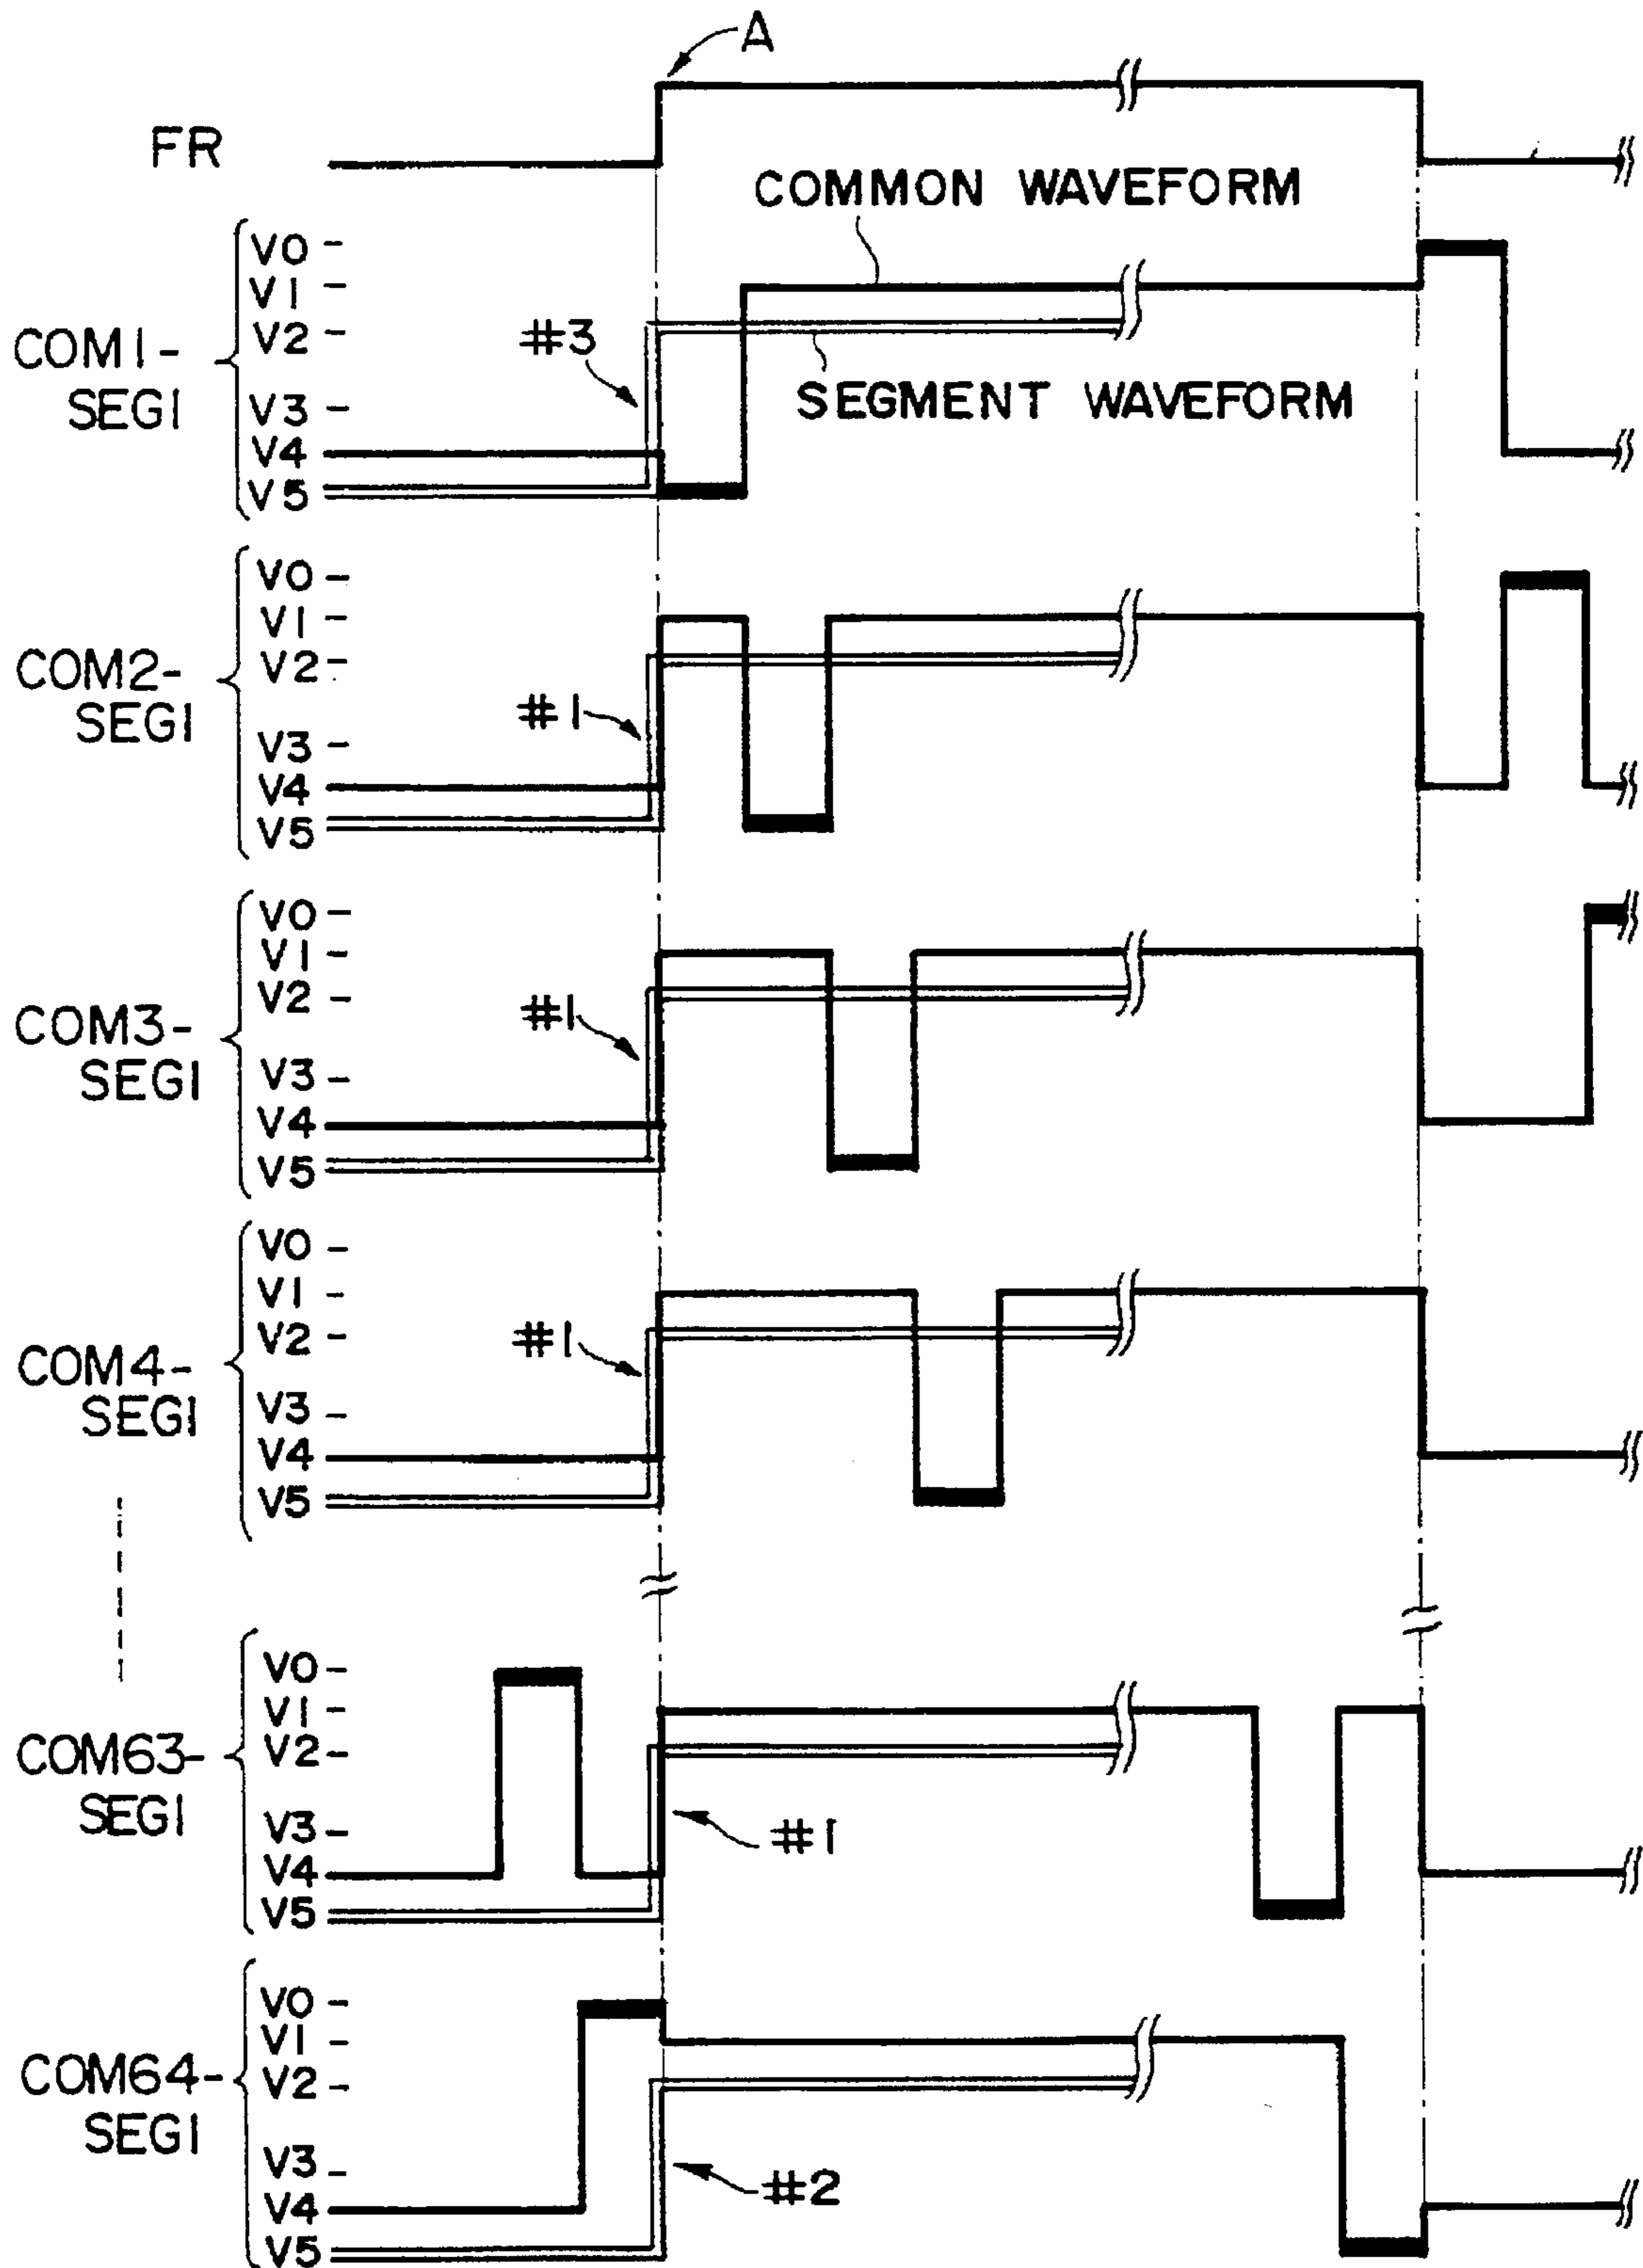 A
FR
COMMON WAVEFORM
V0
V1
V2
#3
COM1-
SEG1
SEGMENT WAVEFORM
V3
V4
V5
V0
V1
V2
COM2-
SEG1
#1
V3
V4
V5
V0
V1
V2
#1
COM3-
SEG1
V3
V4
V5
V0
V1
V2
#1
COM4-
SEG1
V3
V4
V5
V0
V1
V2
COM63-
SEG1
V3
#1
V4
V5
V0
V1
V2
COM64-
SEG1
V3
#2
V4
V5